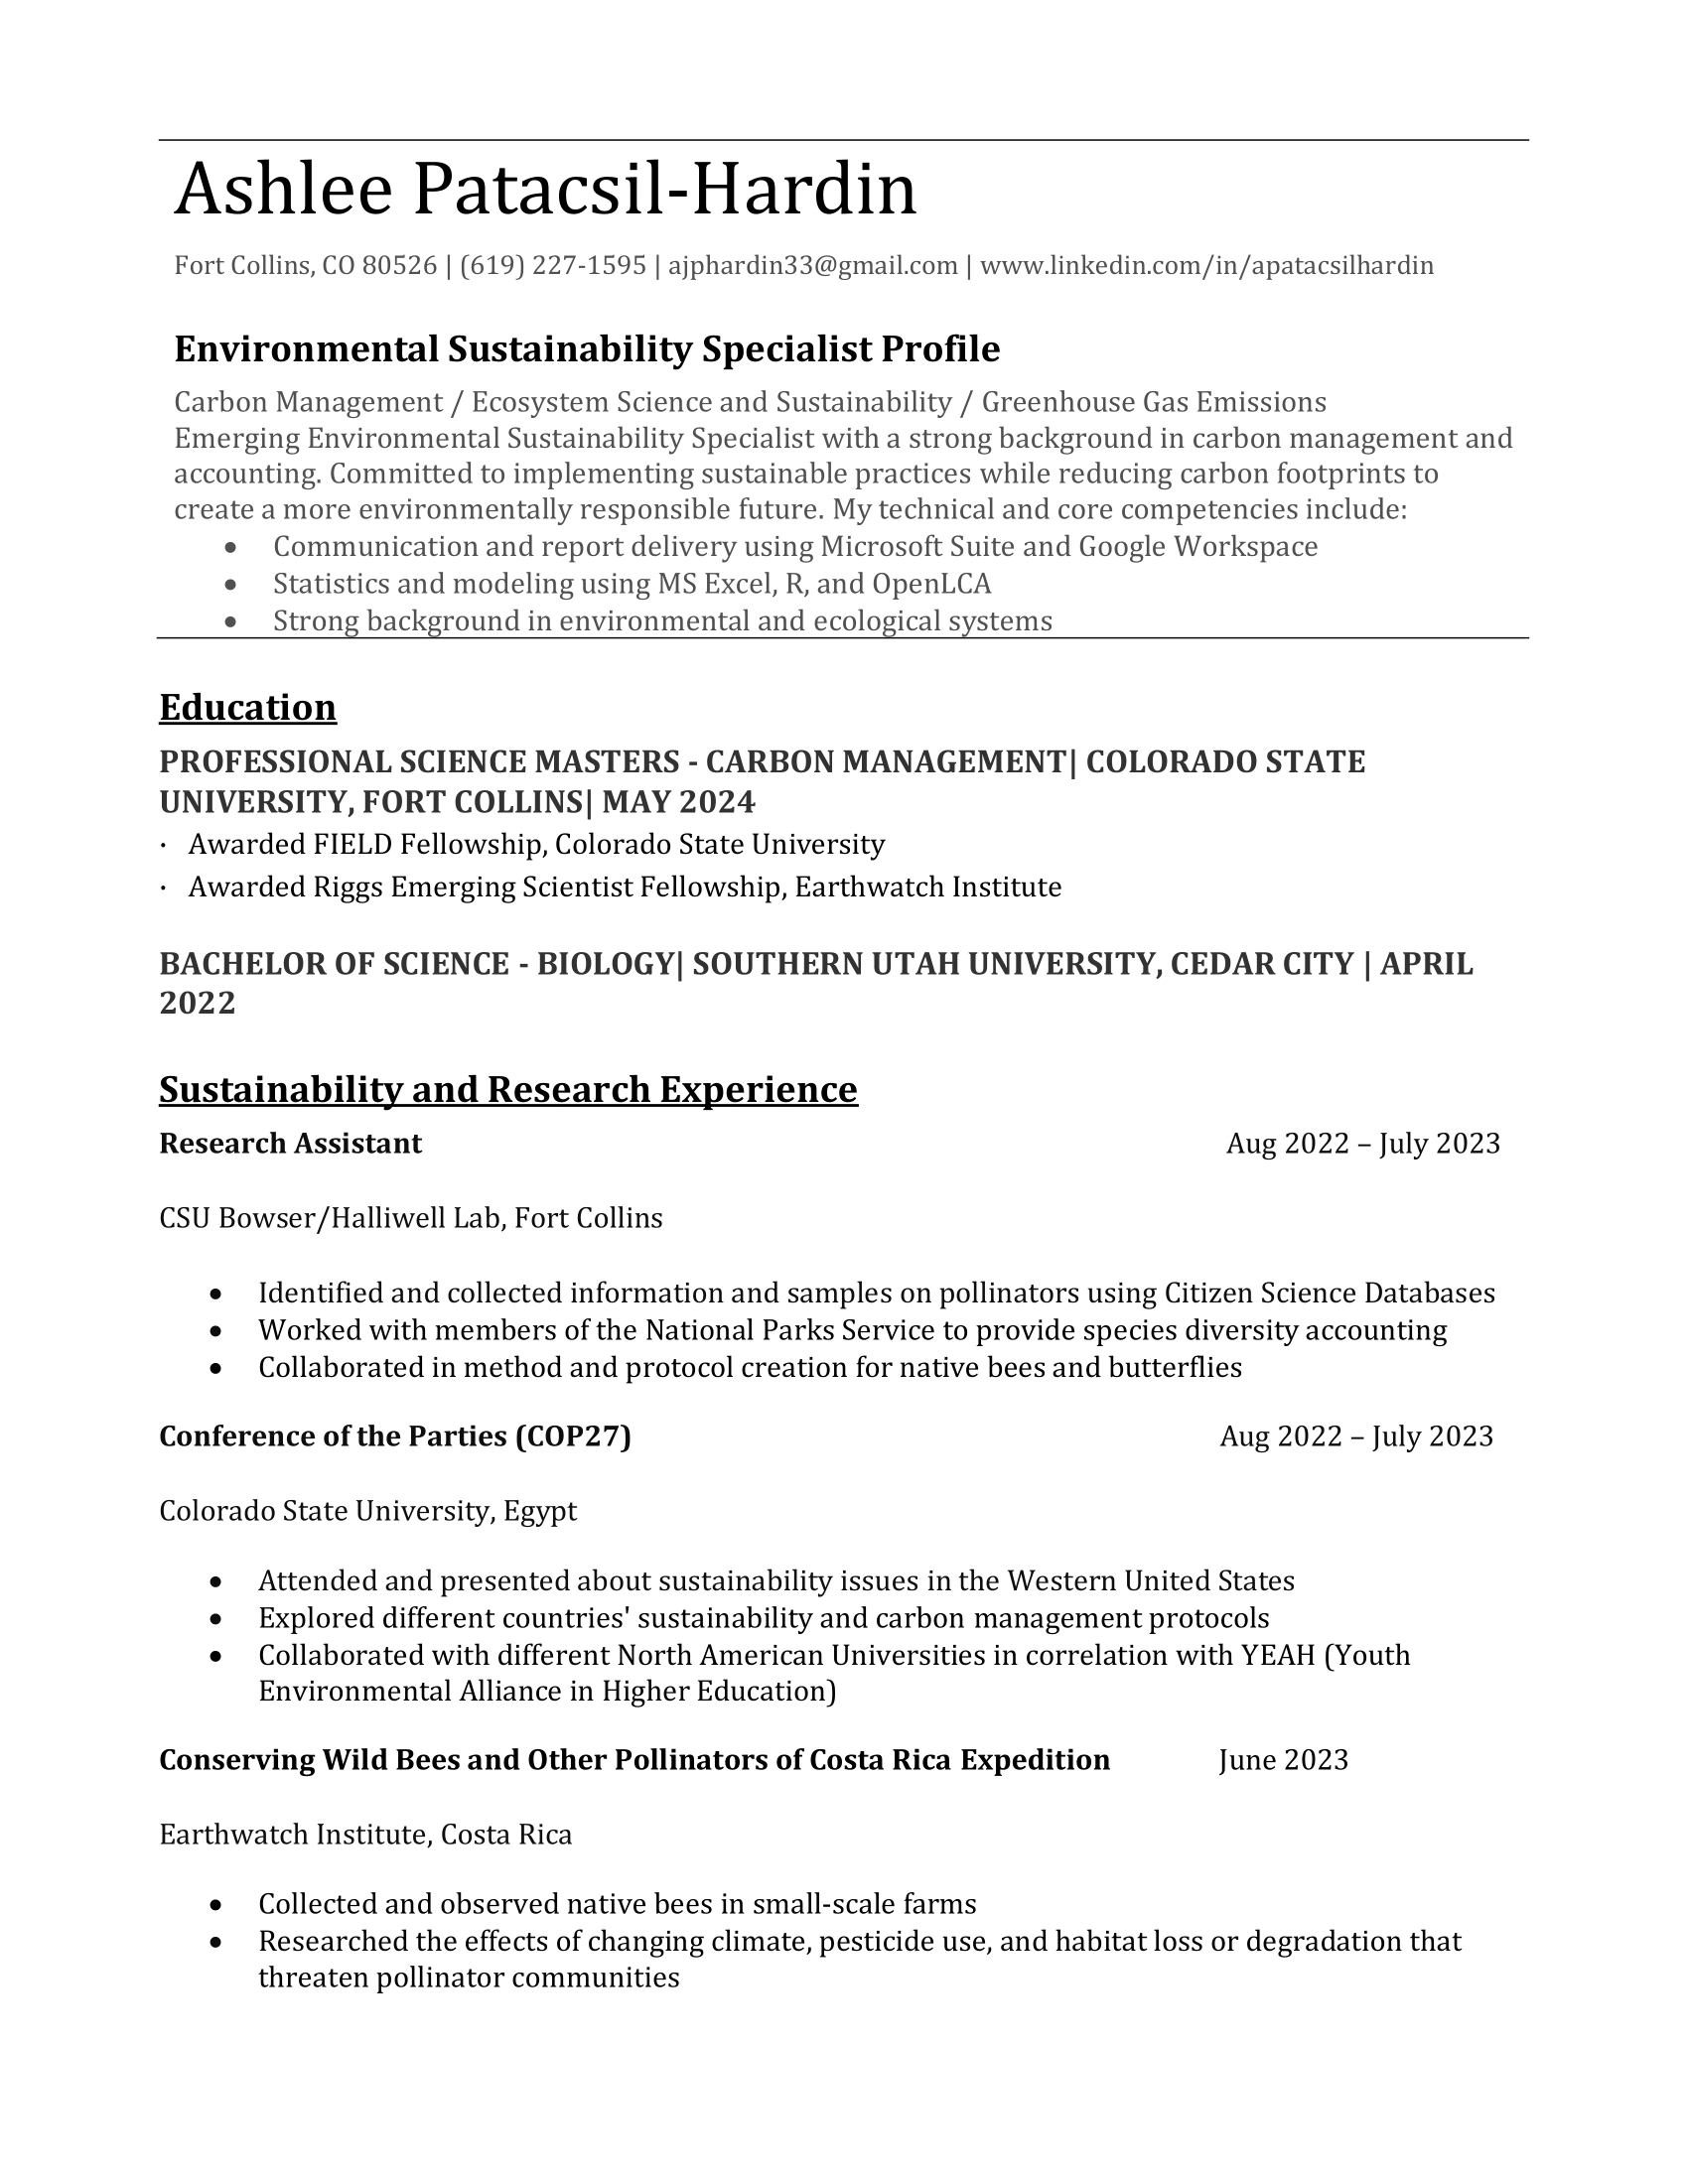 Ashlee Patacsil-Hardin
Fort Collins, CO 80526 | (619) 227-1595 | ajphardin33@gmail.com | www.linkedin.com/in/apatacsilhardin
Environmental Sustainability Specialist Profile
Carbon Management / Ecosystem Science and Sustainability / Greenhouse Gas Emissions
Emerging Environmental Sustainability Specialist with a strong background in carbon management and
accounting. Committed to implementing sustainable practices while reducing carbon footprints to
create a more environmentally responsible future. My technical and core competencies include:
• Communication and report delivery using Microsoft Suite and Google Workspace
• Statistics and modeling using MS Excel, R, and OpenLCA
• Strong background in environmental and ecological systems
Education
PROFESSIONAL SCIENCE MASTERS - CARBON MANAGEMENT| COLORADO STATE
UNIVERSITY, FORT COLLINS| MAY 2024
· Awarded FIELD Fellowship, Colorado State University
· Awarded Riggs Emerging Scientist Fellowship, Earthwatch Institute
BACHELOR OF SCIENCE - BIOLOGY| SOUTHERN UTAH UNIVERSITY, CEDAR CITY | APRIL
2022
Sustainability and Research Experience
Research Assistant Aug 2022 – July 2023
CSU Bowser/Halliwell Lab, Fort Collins
• Identified and collected information and samples on pollinators using Citizen Science Databases
• Worked with members of the National Parks Service to provide species diversity accounting
• Collaborated in method and protocol creation for native bees and butterflies
Conference of the Parties (COP27) Aug 2022 – July 2023
Colorado State University, Egypt
• Attended and presented about sustainability issues in the Western United States
• Explored different countries' sustainability and carbon management protocols
• Collaborated with different North American Universities in correlation with YEAH (Youth
Environmental Alliance in Higher Education)
Conserving Wild Bees and Other Pollinators of Costa Rica Expedition June 2023
Earthwatch Institute, Costa Rica
• Collected and observed native bees in small-scale farms
• Researched the effects of changing climate, pesticide use, and habitat loss or degradation that
threaten pollinator communities